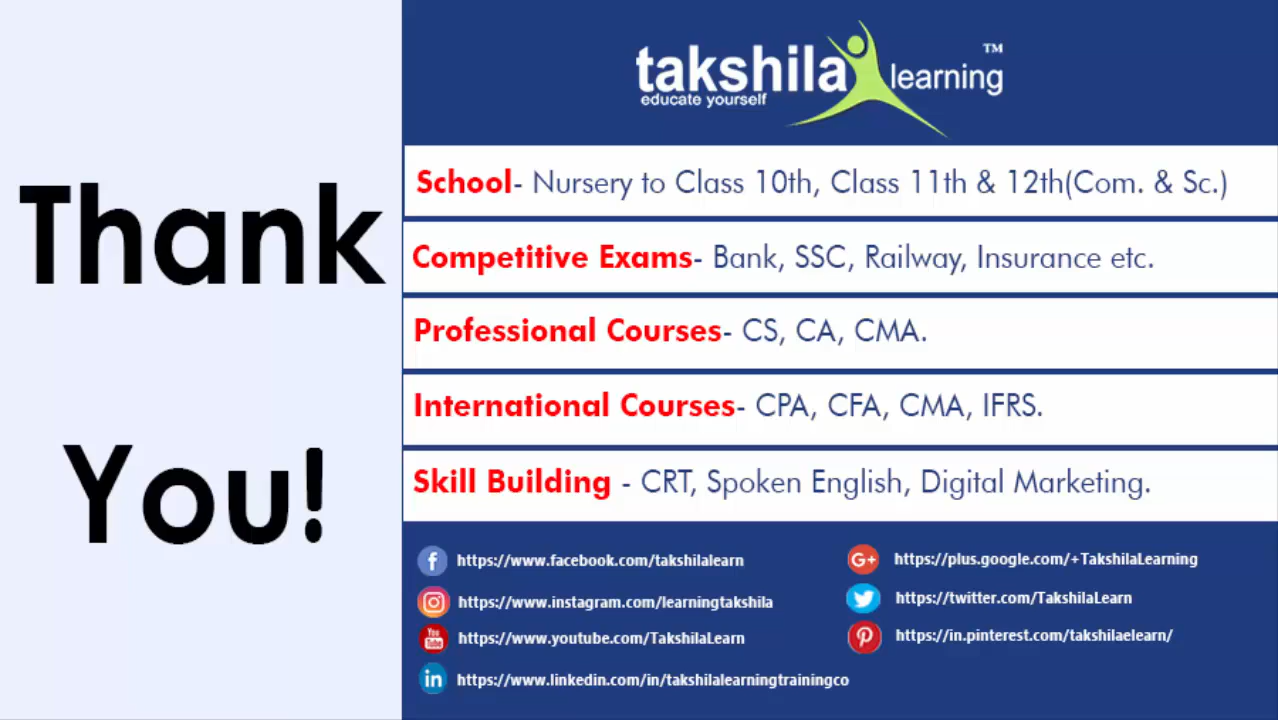 Thank
You!
takshila learning ™
educate yourself
School- Nursery to Class 10th, Class 11th & 12th(Com. & Sc.)
Competitive Exams- Bank, SSC, Railway, Insurance etc.
Professional Courses- CS, CA, CMA.
International Courses- CPA, CFA, CMA, IFRS.
Skill Building - CRT, Spoken English, Digital Marketing.
f https://www.facebook.com/takshilalearn
https://www.instagram.com/learningtakshila
You Tube https://www.youtube.com/TakshilaLearn
in https://www.linkedin.com/in/takshilalearningtrainingco
G+ https://plus.google.com/+TakshilaLearning
https://twitter.com/TakshilaLearn
https://in.pinterest.com/takshilaelearn/